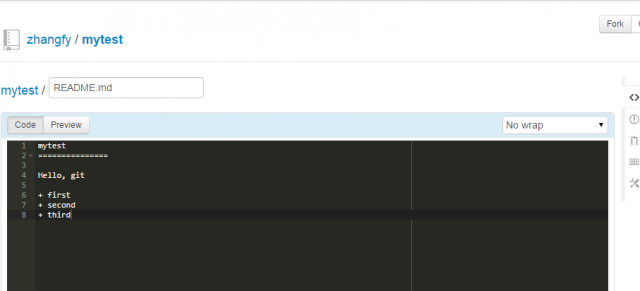 Fork
zhangfy / mytest
mytest / README.md
Code Preview No wrap
1 mytest
2 ===============
3
4 Hello, git
5
6 + first
7 + second
8 + third